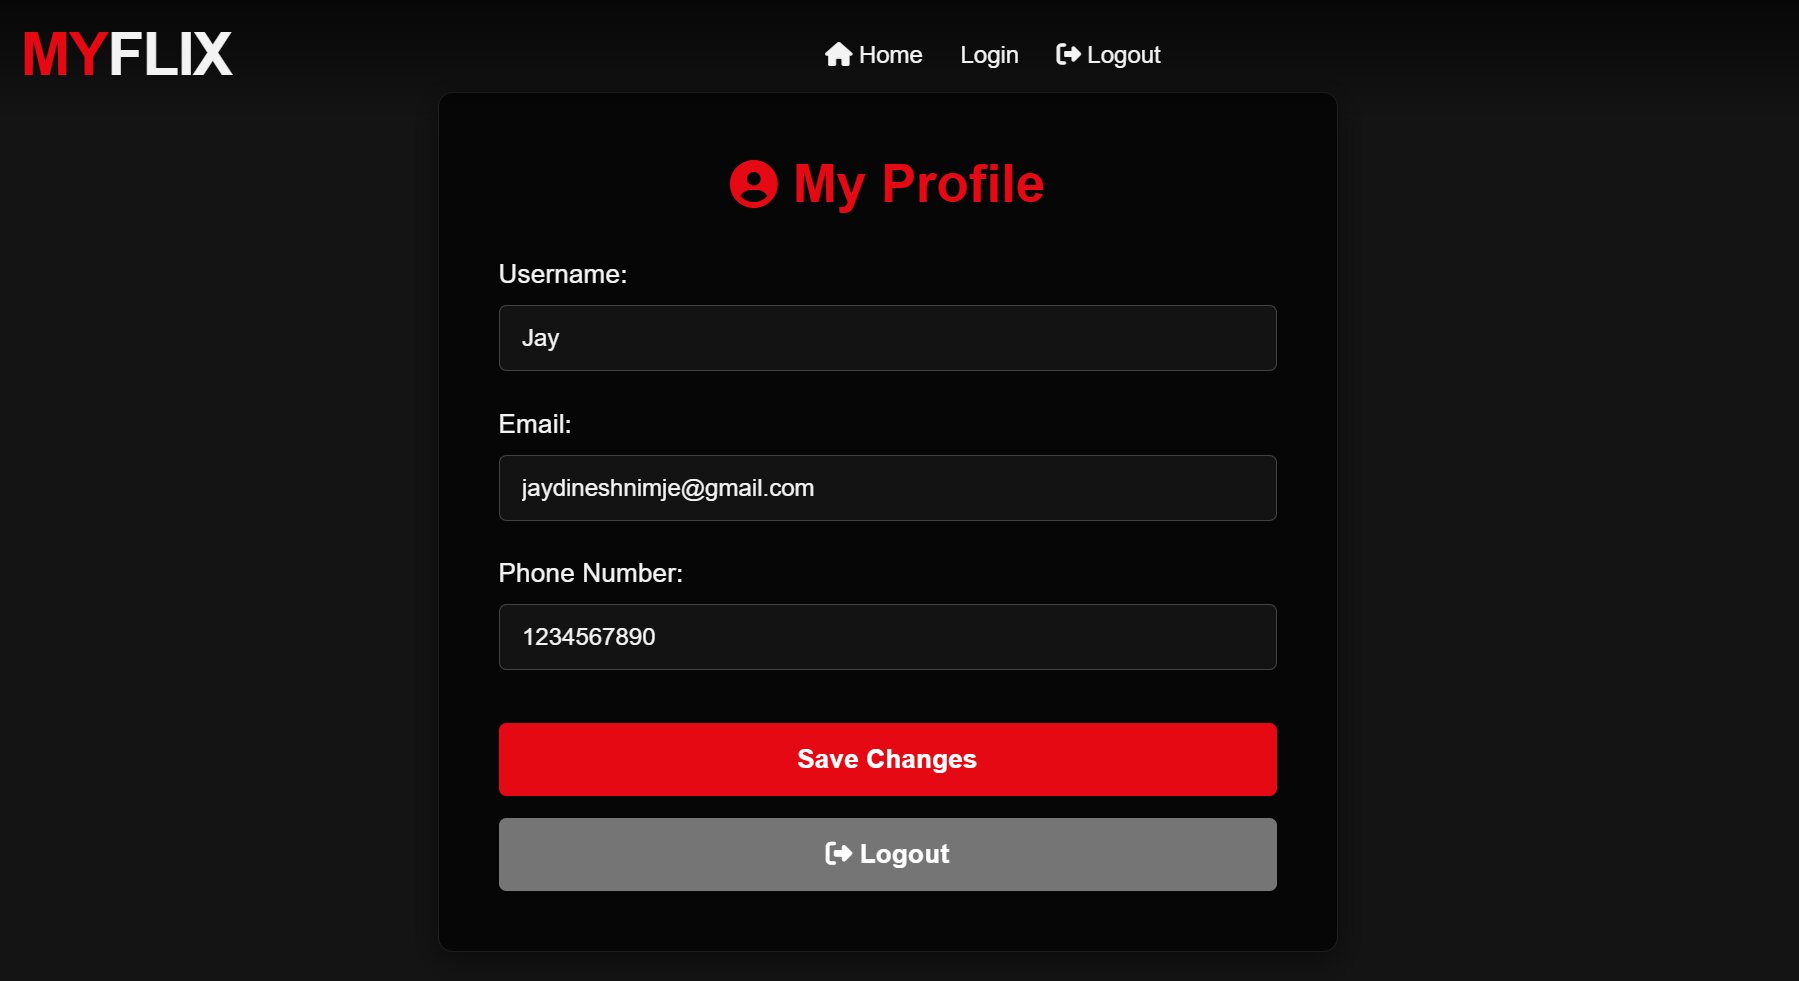 MYFLIX
Home Login Logout
My Profile
Username:
Jay
Email:
jaydineshnimje@gmail.com
Phone Number:
1234567890
Save Changes
Logout